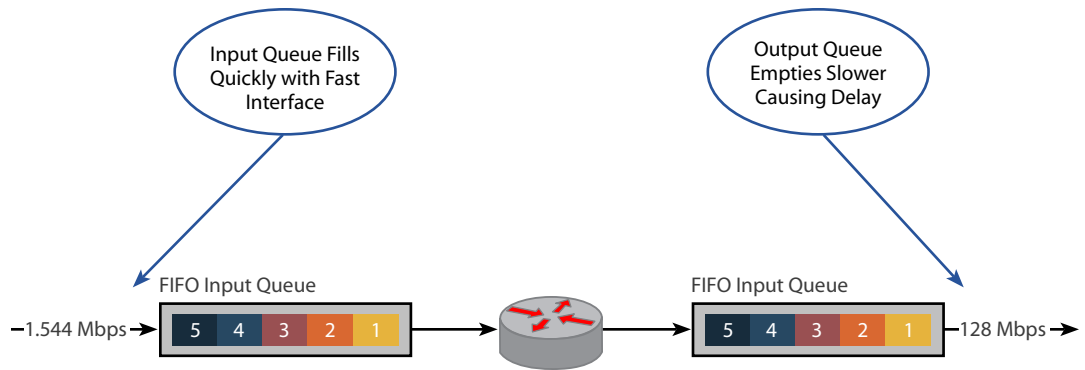 Input Queue Fills
Quickly with Fast
Interface
Output Queue
Empties Slower
Causing Delay
FIFO Input Queue
FIFO Input Queue
1.544 Mbps
5 4 3 2 1
5 4 3 2 1
128 Mbps